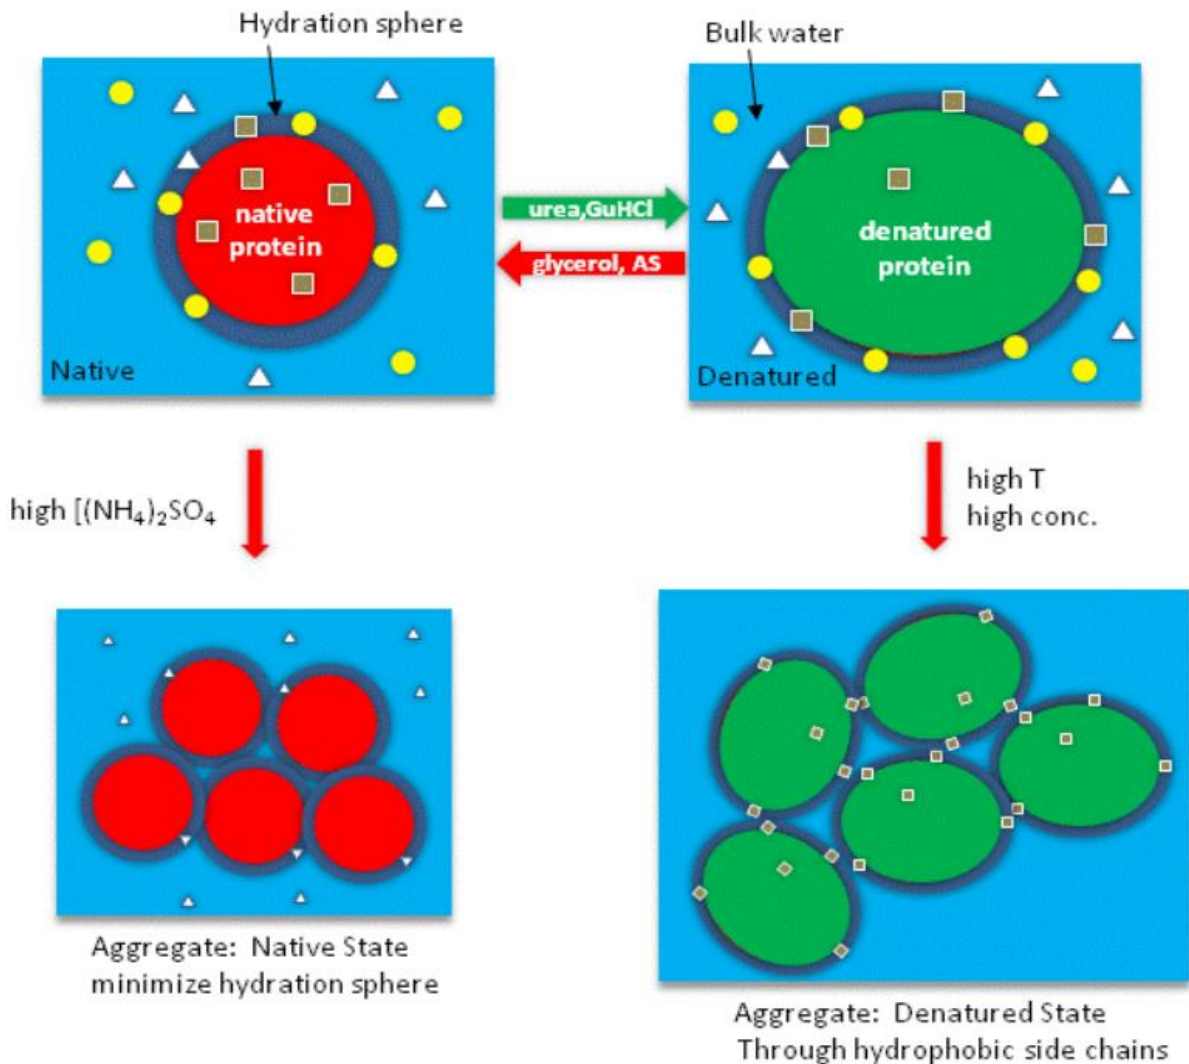 Hydration sphere
Bulk water
native
protein
Native
urea,GuHCl
glycerol, AS
denatured
protein
Denatured
high [(NH₄)₂SO₄
high T
high conc.
Aggregate: Native State
minimize hydration sphere
Aggregate: Denatured State
Through hydrophobic side chains